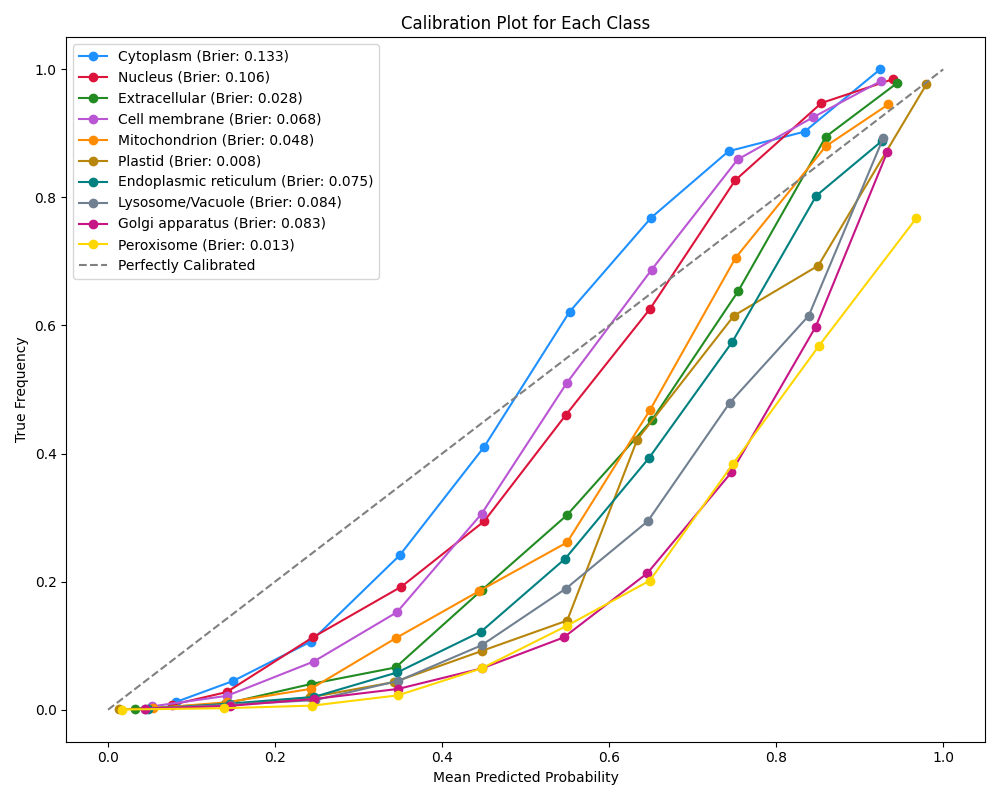 Calibration Plot for Each Class
Cytoplasm (Brier: 0.133)
Nucleus (Brier: 0.106)
Extracellular (Brier: 0.028)
Cell membrane (Brier: 0.068)
Mitochondrion (Brier: 0.048)
Plastid (Brier: 0.008)
Endoplasmic reticulum (Brier: 0.075)
Lysosome/Vacuole (Brier: 0.084)
Golgi apparatus (Brier: 0.083)
Peroxisome (Brier: 0.013)
Perfectly Calibrated
True Frequency
1.0
0.8
0.6
0.4
0.2
0.0
0.0 0.2 0.4 0.6 0.8 1.0
Mean Predicted Probability